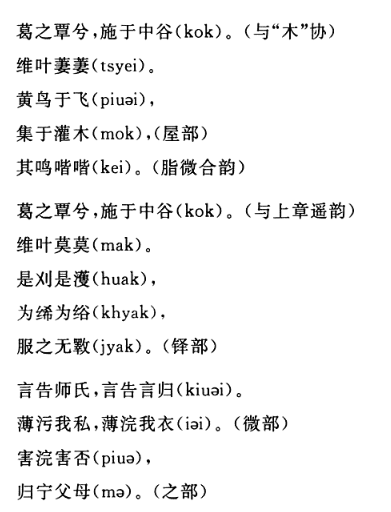 葛之覃兮,施于中谷(kok)。(与“木”协)
维叶萋萋(tsyei)。
黄鸟于飞(piuəi),
集于灌木(mok),(屋部)
其鸣喈喈(kei)。(脂微合韵)
葛之覃兮,施于中谷(kok)。(与上章遥韵)
维叶莫莫(mak)。
是刈是濩(huak),
为𫄨为绤(khyak),
服之无斁(jyak)。(铎部)
言告师氏,言告言归(kiuəi)。
薄污我私,薄浣我衣(iəi)。(微部)
害浣害否(piuə),
归宁父母(mə)。(之部)